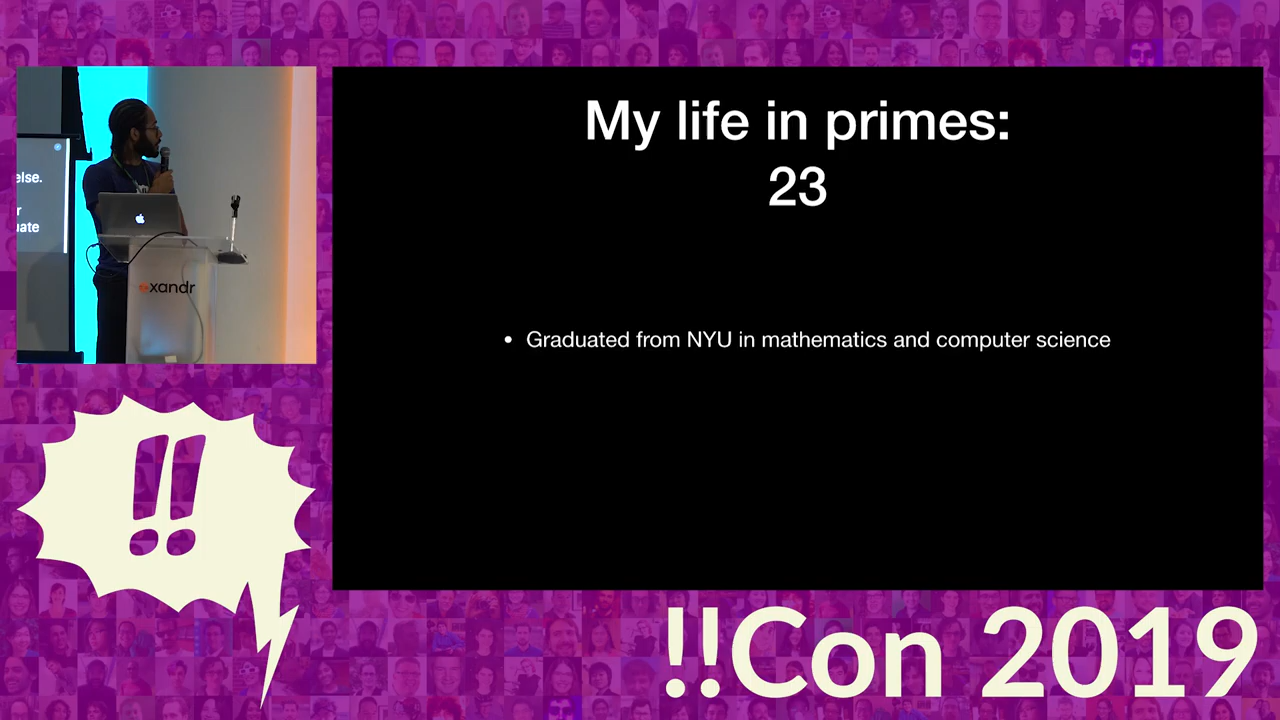 else.
r
uate
xandr
My life in primes:
23
• Graduated from NYU in mathematics and computer science
!!
!!Con 2019